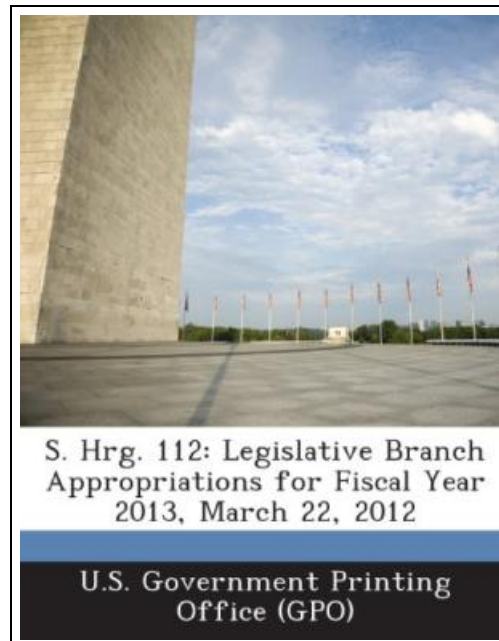 S. Hrg. 112: Legislative Branch
Appropriations for Fiscal Year
2013, March 22, 2012
U.S. Government Printing
Office (GPO)